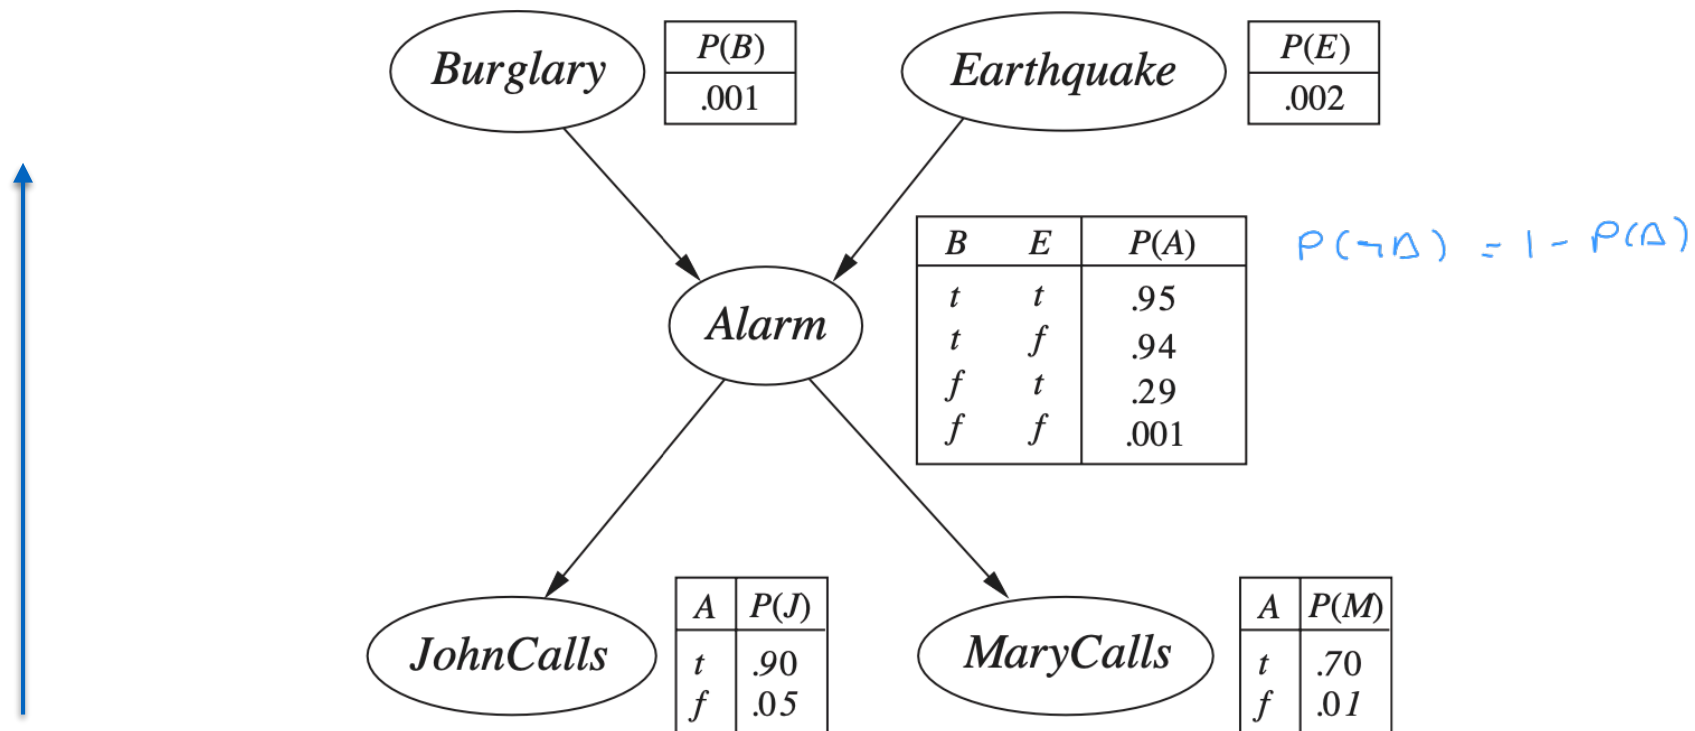 Burglary
P(B)
.001
Earthquake
P(E)
.002
B E P(A)
t t .95
t f .94
f t .29
f f .001
P(¬A) = 1 - P(A)
Alarm
JohnCalls
A P(J)
t .90
f .05
MaryCalls
A P(M)
t .70
f .01